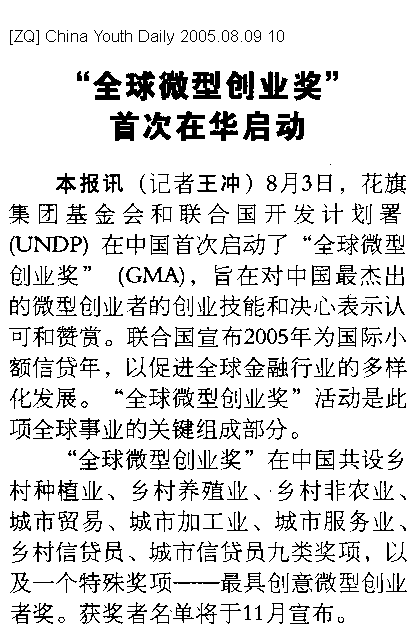 [ZQ] China Youth Daily 2005.08.09 10
“全球微型创业奖”
首次在华启动
本报讯（记者王冲）8月3日，花旗
集团基金会和联合国开发计划署
(UNDP) 在中国首次启动了“全球微型
创业奖” (GMA)，旨在对中国最杰出
的微型创业者的创业技能和决心表示认
可和赞赏。联合国宣布2005年为国际小
额信贷年，以促进全球金融行业的多样
化发展。“全球微型创业奖”活动是此
项全球事业的关键组成部分。
“全球微型创业奖”在中国共设乡
村种植业、乡村养殖业、乡村非农业、
城市贸易、城市加工业、城市服务业、
乡村信贷员、城市信贷员九类奖项，以
及一个特殊奖项——最具创意微型创业
者奖。获奖者名单将于11月宣布。